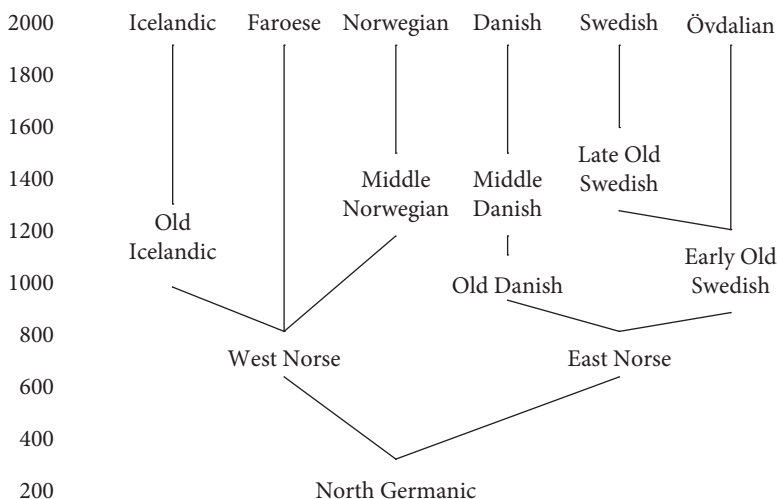 2000 Icelandic Faroese Norwegian Danish Swedish Övdalian
1800
1600
Late Old
1400 Middle Middle Swedish
Norwegian Danish
1200 Old
Icelandic Early Old
1000 Old Danish Swedish
800
West Norse East Norse
600
400
200 North Germanic